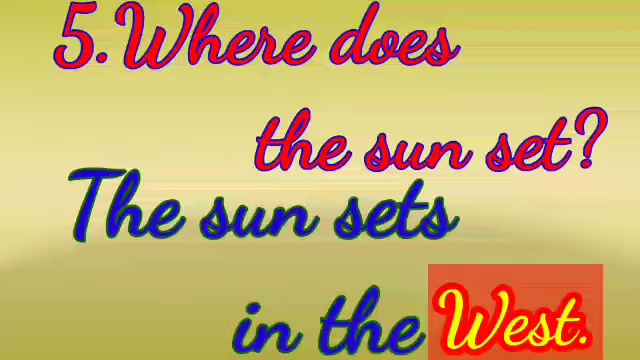 5.Where does
the sun set?
The sun sets
in the West.